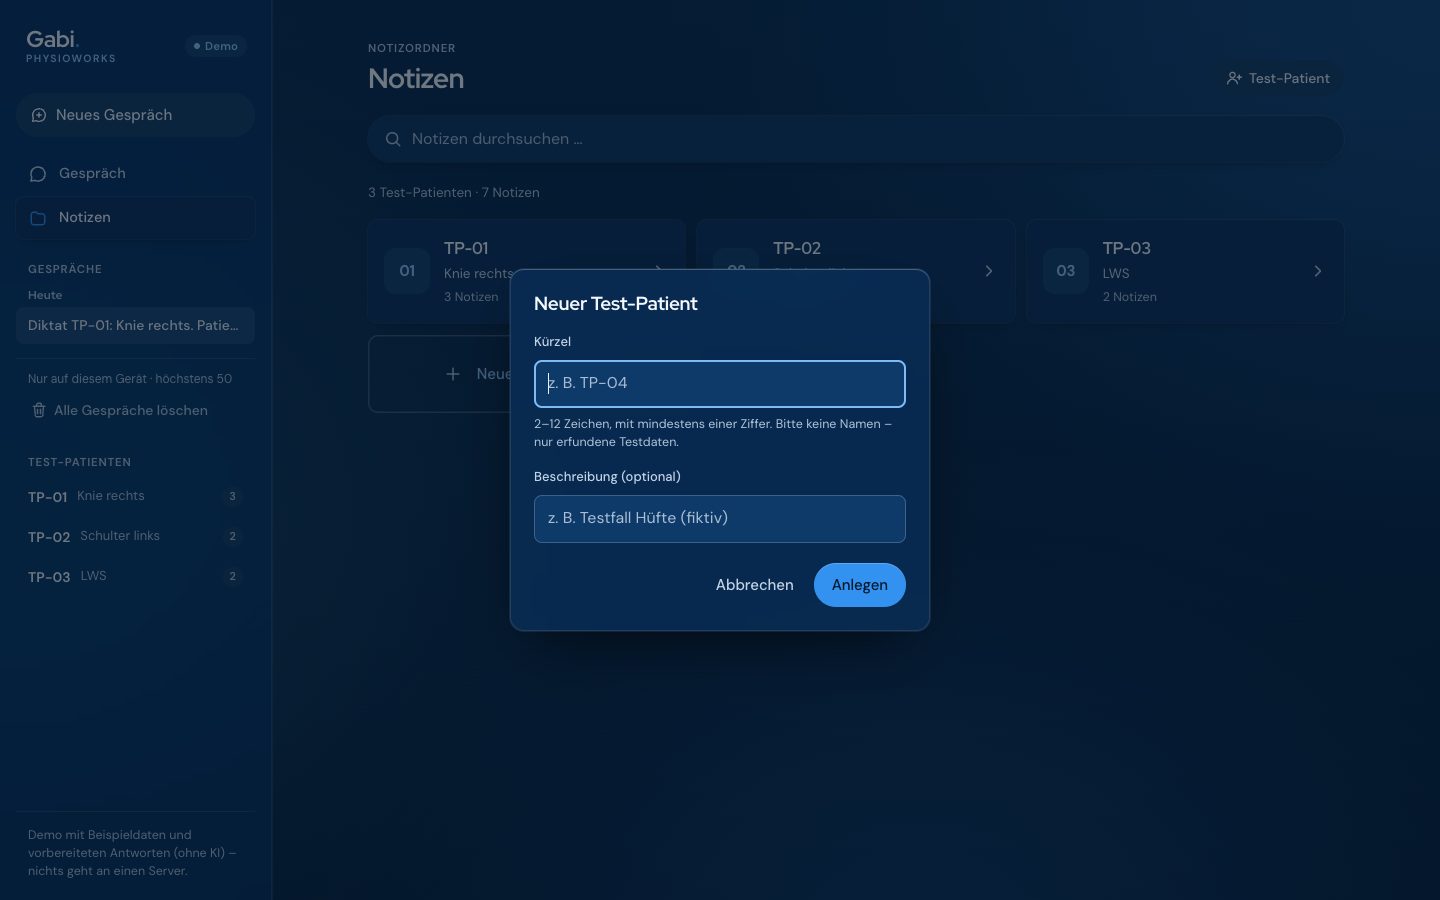 Gabi.
PHYSIOWORKS
Demo
Neues Gespräch
Gespräch
Notizen
GESPRÄCHE
Heute
Diktat TP-01: Knie rechts. Patie…
Nur auf diesem Gerät · höchstens 50
Alle Gespräche löschen
TEST-PATIENTEN
TP-01 Knie rechts 3
TP-02 Schulter links 2
TP-03 LWS 2
Demo mit Beispieldaten und
vorbereiteten Antworten (ohne KI) –
nichts geht an einen Server.
NOTIZORDNER
Notizen
Test-Patient
Notizen durchsuchen …
3 Test-Patienten · 7 Notizen
01
TP-01
Knie rechts
3 Notizen
TP-02
03
TP-03
LWS
2 Notizen
Neuer Test-Patient
Kürzel
z. B. TP-04
2–12 Zeichen, mit mindestens einer Ziffer. Bitte keine Namen –
nur erfundene Testdaten.
Beschreibung (optional)
z. B. Testfall Hüfte (fiktiv)
Abbrechen
Anlegen